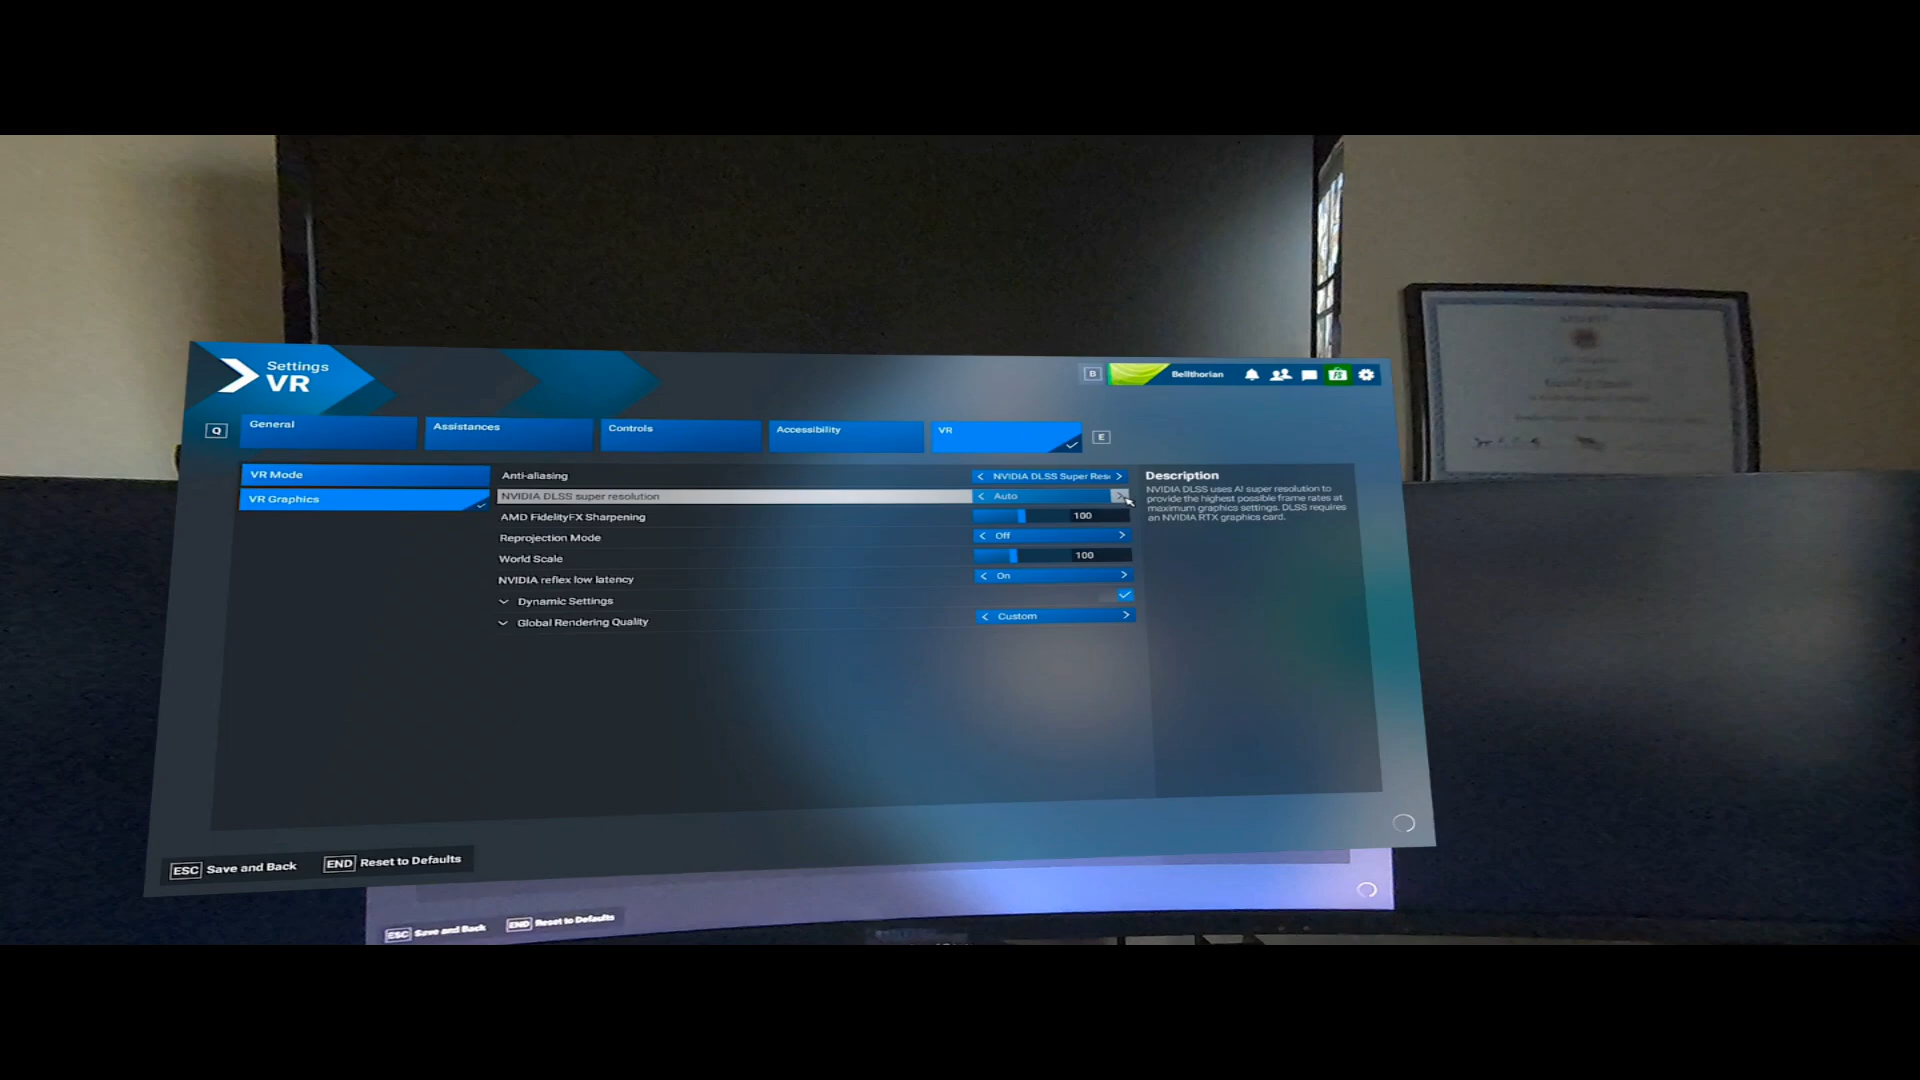 Settings
VR
B Bellthorian
Q General Assistances Controls Accessibility VR E
VR Mode
VR Graphics
Anti-aliasing < NVIDIA DLSS Super Res >
NVIDIA DLSS super resolution < Auto >
AMD FidelityFX Sharpening 100
Reprojection Mode < Off >
World Scale 100
NVIDIA reflex low latency < On >
Dynamic Settings
Global Rendering Quality < Custom >
Description
NVIDIA DLSS uses AI super resolution to
provide the highest possible frame rates at
maximum graphics settings. DLSS requires
an NVIDIA RTX graphics card.
ESC Save and Back END Reset to Defaults
ESC Save and Back END Reset to Defaults